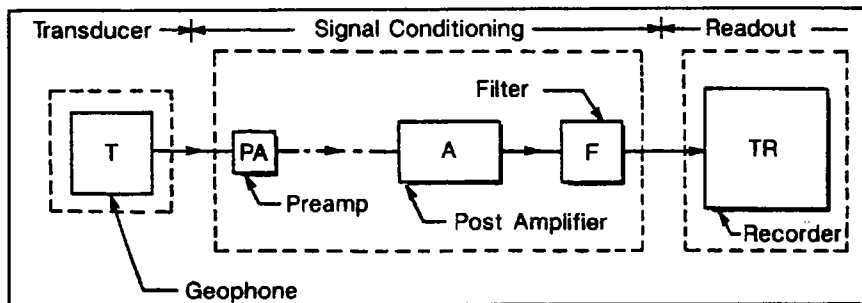 Transducer
Signal Conditioning
Readout
Filter
T
PA
A
F
TR
Preamp
Post Amplifier
Recorder
Geophone